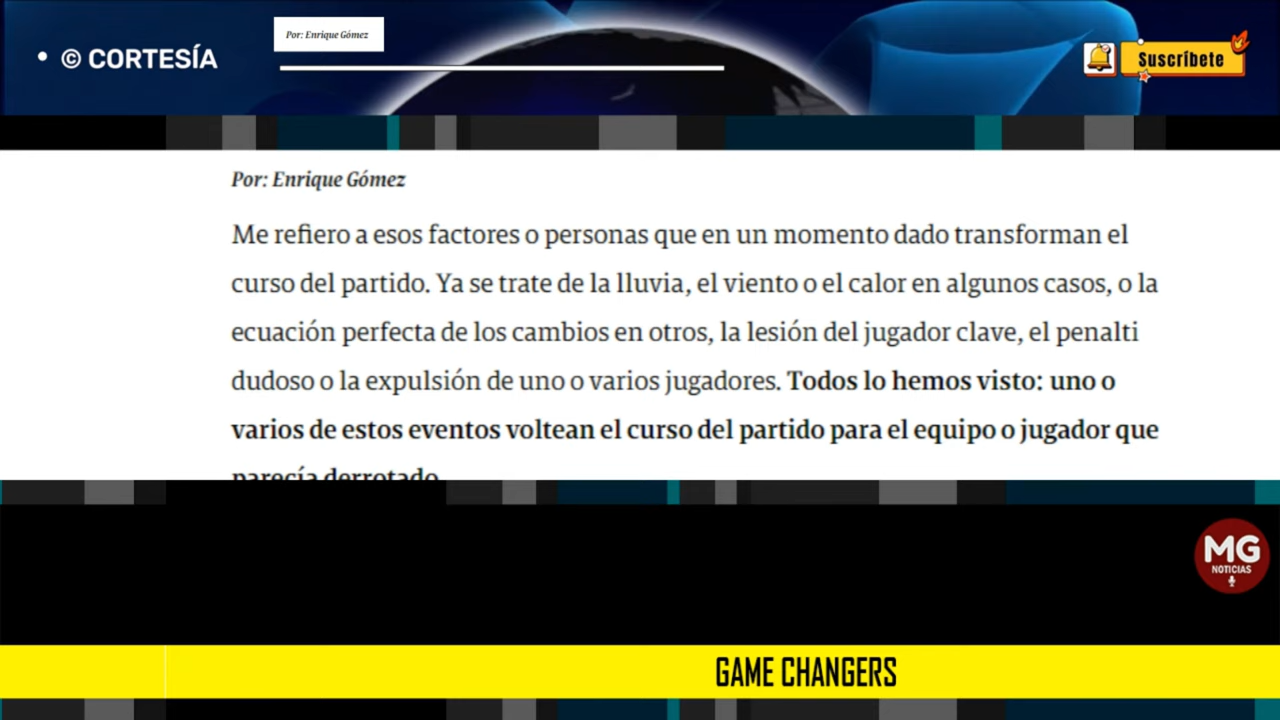 • © CORTESÍA
Por: Enrique Gómez
Suscríbete
Por: Enrique Gómez
Me refiero a esos factores o personas que en un momento dado transforman el
curso del partido. Ya se trate de la lluvia, el viento o el calor en algunos casos, o la
ecuación perfecta de los cambios en otros, la lesión del jugador clave, el penalti
dudoso o la expulsión de uno o varios jugadores. Todos lo hemos visto: uno o
varios de estos eventos voltean el curso del partido para el equipo o jugador que
parecía derrotado
MG
NOTICIAS
GAME CHANGERS